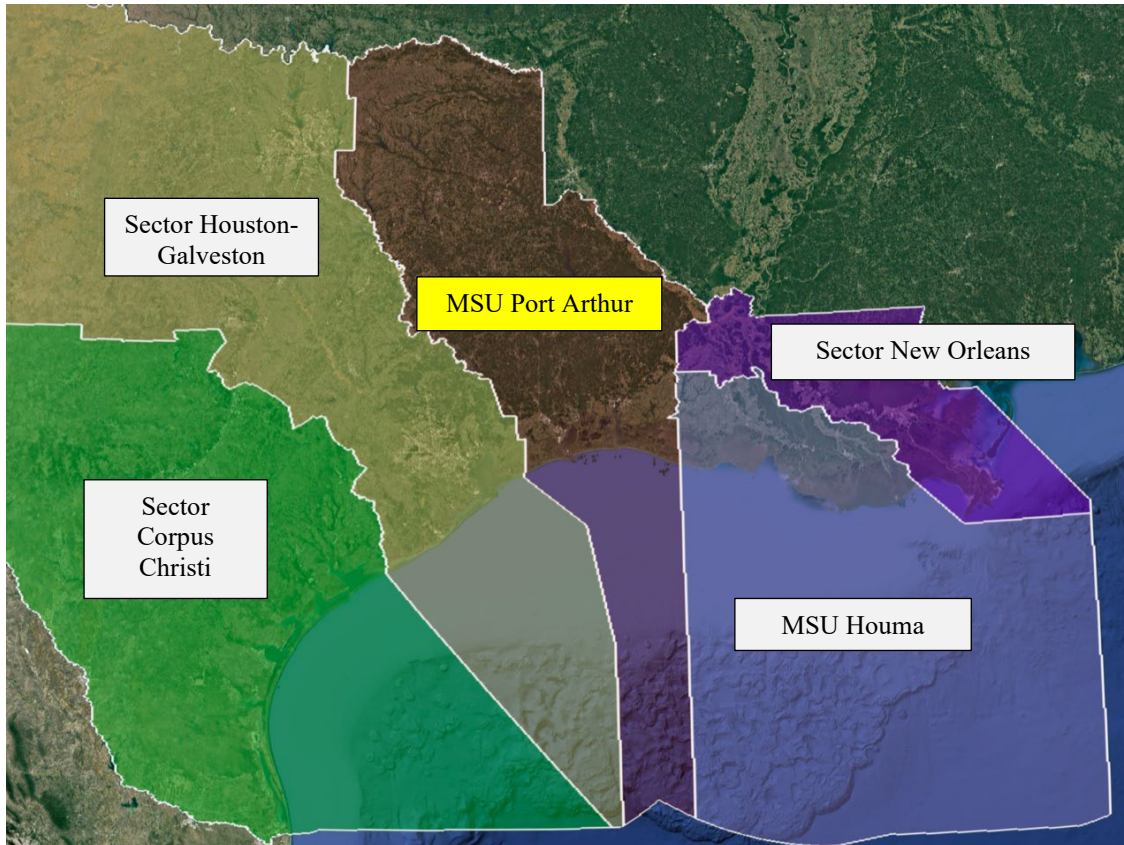 Sector Houston-
Galveston
MSU Port Arthur
Sector New Orleans
Sector
Corpus
Christi
MSU Houma